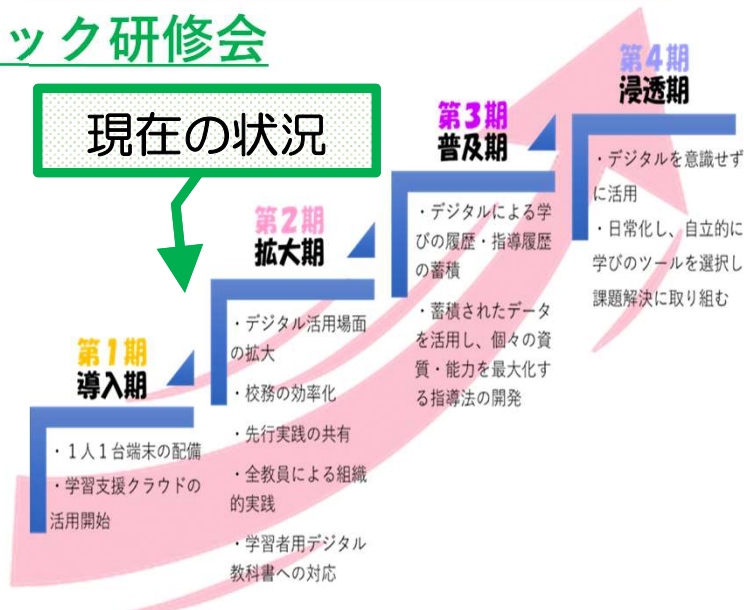 ック研修会
現在の状況
第1期
導入期
・1人1台端末の配備
・学習支援クラウドの
活用開始
第2期
拡大期
・デジタル活用場面
の拡大
・校務の効率化
・先行実践の共有
・全教員による組織
的実践
・学習者用デジタル
教科書への対応
第3期
普及期
・デジタルによる学
びの履歴・指導履歴
の蓄積
・蓄積されたデータ
を活用し、個々の資
質・能力を最大化す
る指導法の開発
第4期
浸透期
・デジタルを意識せず
に活用
・日常化し、自立的に
学びのツールを選択し
課題解決に取り組む